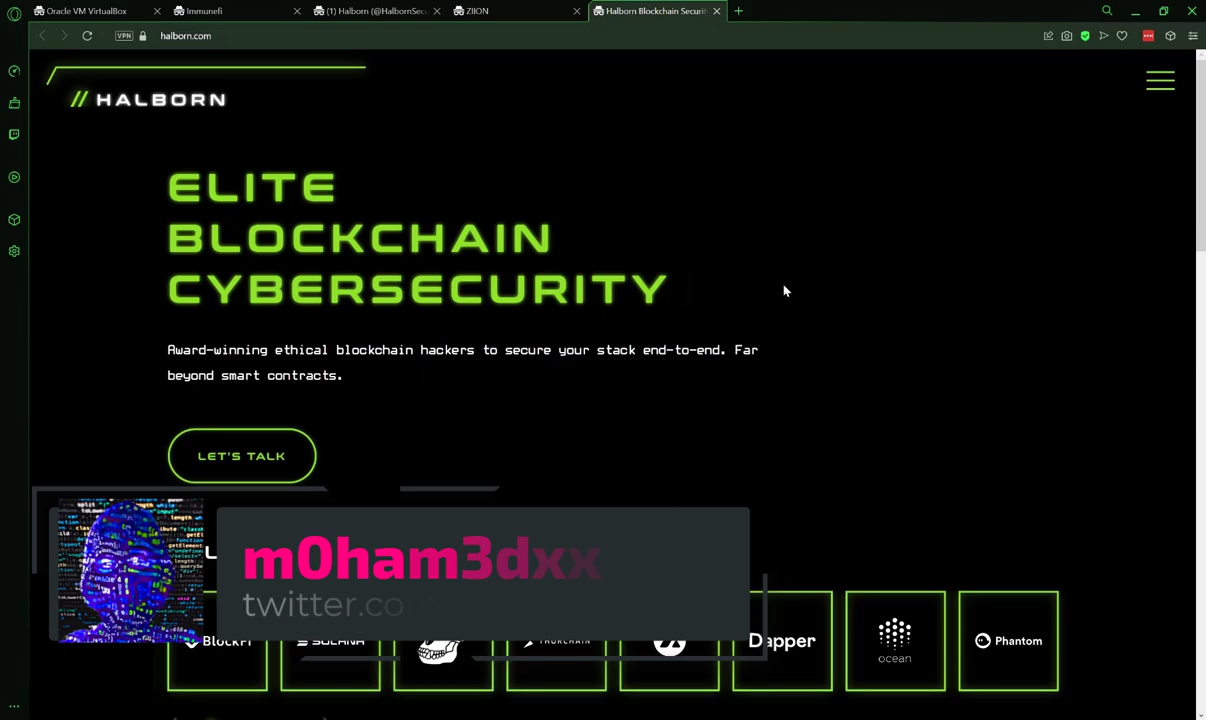 Oracle VM VirtualBox
Immunefi
(1) Halborn (@HalbornSec
ZIION
Halborn Blockchain Securit
VPN
halborn.com
// HALBORN
ELITE
BLOCKCHAIN
CYBERSECURITY
Award-winning ethical blockchain hackers to secure your stack end-to-end. Far
beyond smart contracts.
LET'S TALK
m0ham3dxx
twitter.co
BlockFi
SOLANA
THORCHAIN
Dapper
ocean
Phantom